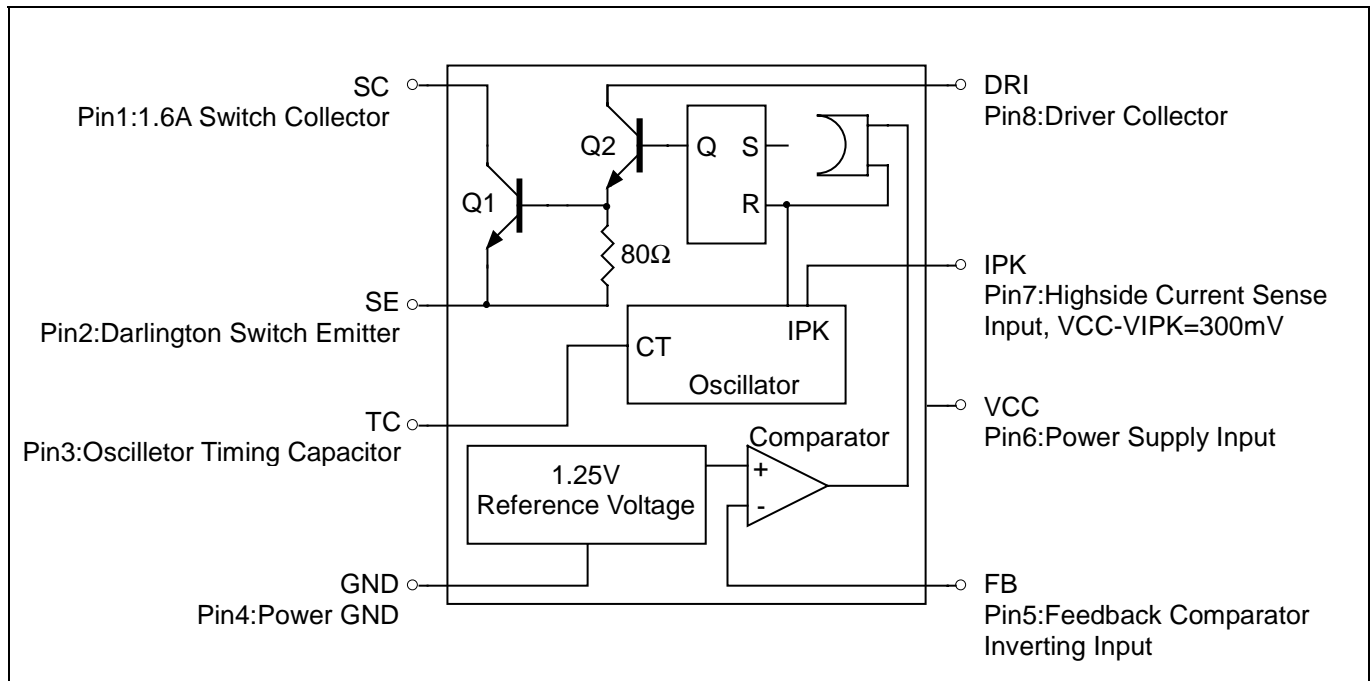 SC
Pin1:1.6A Switch Collector
DRI
Pin8:Driver Collector
Q2
Q
S
R
Q1
80Ω
SE
Pin2:Darlington Switch Emitter
IPK
Pin7:Highside Current Sense
Input, VCC-VIPK=300mV
CT
IPK
Oscillator
TC
Pin3:Oscilletor Timing Capacitor
VCC
Pin6:Power Supply Input
Comparator
1.25V
Reference Voltage
+
-
GND
Pin4:Power GND
FB
Pin5:Feedback Comparator
Inverting Input